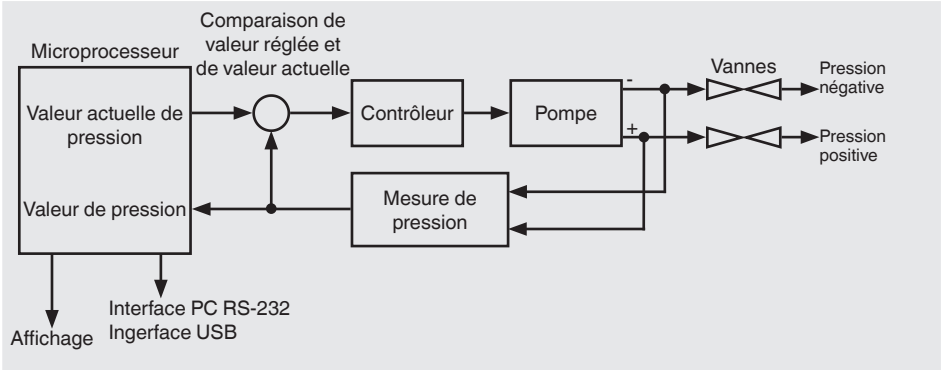 Comparaison de
valeur réglée et
de valeur actuelle
Microprocesseur
Valeur actuelle de
pression
Contrôleur
Pompe
-
+
Vannes
Pression
négative
Pression
positive
Valeur de pression
Mesure de
pression
Interface PC RS-232
Ingerface USB
Affichage